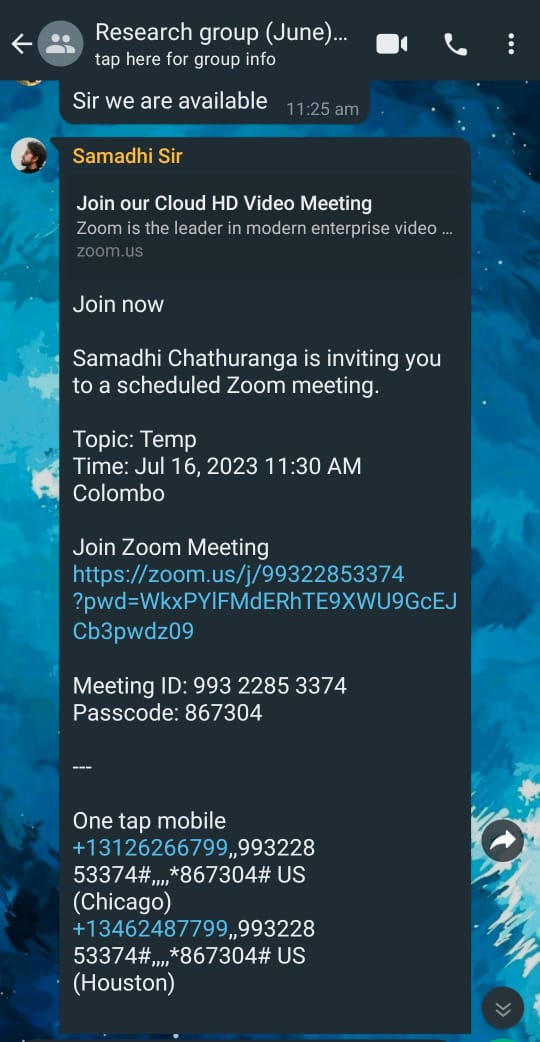 Research group (June)...
tap here for group info
Sir we are available
11:25 am
Samadhi Sir
Join our Cloud HD Video Meeting
Zoom is the leader in modern enterprise video ...
zoom.us
Join now
Samadhi Chathuranga is inviting you
to a scheduled Zoom meeting.
Topic: Temp
Time: Jul 16, 2023 11:30 AM
Colombo
Join Zoom Meeting
https://zoom.us/j/99322853374
?pwd=WkxPYlFMdERhTE9XWU9GcEJ
Cb3pwdz09
Meeting ID: 993 2285 3374
Passcode: 867304
---
One tap mobile
+13126266799,,993228
53374#,,,,*867304# US
(Chicago)
+13462487799,,993228
53374#,,,,*867304# US
(Houston)